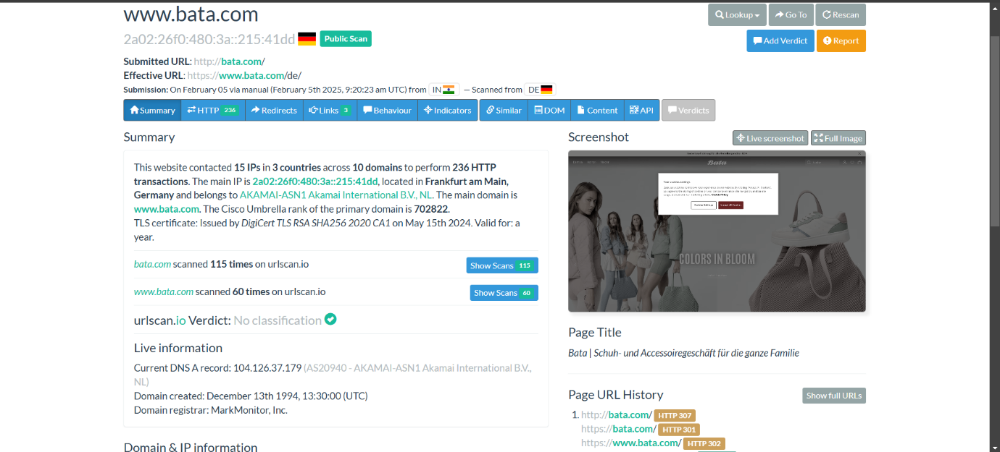 www.bata.com
Lookup
Go To
Rescan
2a02:26f0:480:3a::215:41dd Public Scan
Add Verdict
Report
Submitted URL: http://bata.com/
Effective URL: https://www.bata.com/de/
Submission: On February 05 via manual (February 5th 2025, 9:20:23 am UTC) from IN — Scanned from DE
Summary HTTP 236 Redirects Links 3 Behaviour Indicators Similar DOM Content API Verdicts
Summary
This website contacted 15 IPs in 3 countries across 10 domains to perform 236 HTTP
transactions. The main IP is 2a02:26f0:480:3a::215:41dd, located in Frankfurt am Main,
Germany and belongs to AKAMAI-ASN1 Akamai International B.V., NL. The main domain is
www.bata.com. The Cisco Umbrella rank of the primary domain is 702822.
TLS certificate: Issued by DigiCert TLS RSA SHA256 2020 CA1 on May 15th 2024. Valid for: a
year.
bata.com scanned 115 times on urlscan.io
Show Scans 115
www.bata.com scanned 60 times on urlscan.io
Show Scans 60
urlscan.io Verdict: No classification
Live information
Current DNS A record: 104.126.37.179 (AS20940 - AKAMAI-ASN1 Akamai International B.V.,
NL)
Domain created: December 13th 1994, 13:30:00 (UTC)
Domain registrar: MarkMonitor, Inc.
Domain & IP information
Screenshot
Live screenshot
Full Image
Bata
Cookie Policy
COLORS IN BLOOM
Page Title
Bata | Schuh- und Accessoiregeschäft für die ganze Familie
Page URL History
Show full URLs
1. http://bata.com/ HTTP 307
https://bata.com/ HTTP 301
https://www.bata.com/ HTTP 302